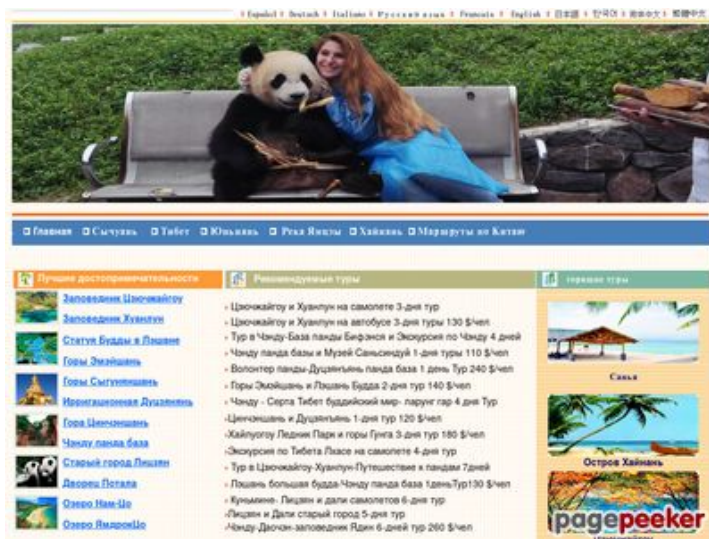 Español Deutsch Italiano Русский язык Francais English 日本語 한국어 简体中文 繁體中文
Главная Сычуань Тибет Юньнань Река Янцзы Хайнань Маршруты по Китаю
Лучшие достопримечательности
Заповедник Цзючжайгоу
Заповедник Хуанлун
Статуя Будды в Лэшане
Горы Эмэйшань
Горы Сыгуняншань
Ирригационная Дуцзянянь
Гора Цинчэншань
Чэнду панда база
Старый город Лицзян
Дворец Потала
Озеро Нам-Цо
Озеро ЯмдрокЦо
Рекомендуемые туры
Цзючжайгоу и Хуанлун на самолете 3-дня тур
Цзючжайгоу и Хуанлун на автобусе 3-дня туры 130 $/чел
Тур в Чэнду-База панды Бифэнся и Экскурсия по Чэнду 4 дней
Чэнду панда базы и Музей Саньсиндуй 1-дня туры 110 $/чел
Волонтер панды-Дуцзянъянь панда база 1 день Тур 240 $/чел
Горы Эмэйшань и Лэшань Будда 2-дня тур 140 $/чел
Чэнду - Серта Тибет буддийский мир- ларунг гар 4 дня Тур
Цинчэншань и Дуцзянъянь 1-дня тур 120 $/чел
Хайлуогоу Ледник Парк и горы Гунга 3-дня тур 180 $/чел
Экскурсия по Тибета Лхасе на самолете 4-дня тур
Тур в Цзючжайгоу-Хуанлун-Путешествие к пандам 7дней
Лэшань большая будда-Чэнду панда база 1деньТур130 $/чел
Куньмине- Лицзян и дали самолетов 6-дня тур
Лицзян и Дали старый город 5-дня тур
Чэнду-Даочэн-заповедник Ядин 6-дней тур 260 $/чел
горящие туры
Санья
Остров Хайнань
pagepeeker